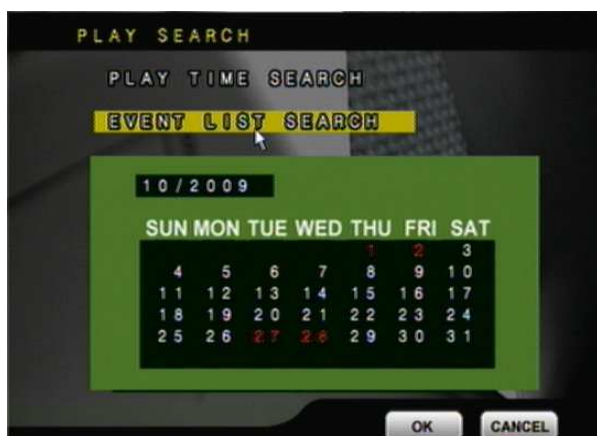 PLAY SEARCH
PLAY TIME SEARCH
EVENT LIST SEARCH
10/2009
SUN MON TUE WED THU FRI SAT
1 2 3
4 5 6 7 8 9 10
11 12 13 14 15 16 17
18 19 20 21 22 23 24
25 26 27 28 29 30 31
OK CANCEL